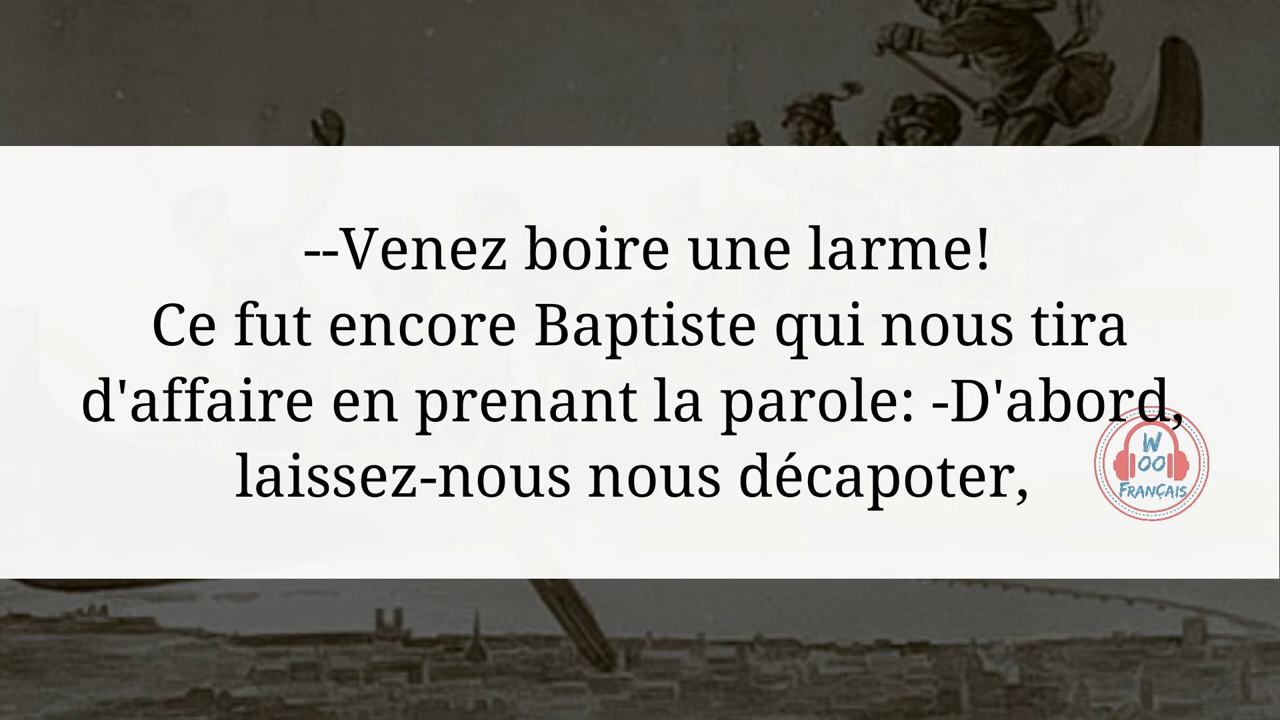 --Venez boire une larme!
Ce fut encore Baptiste qui nous tira
d'affaire en prenant la parole: -D'abord,
laissez-nous nous décapoter,
W
OO
FRANÇAIS